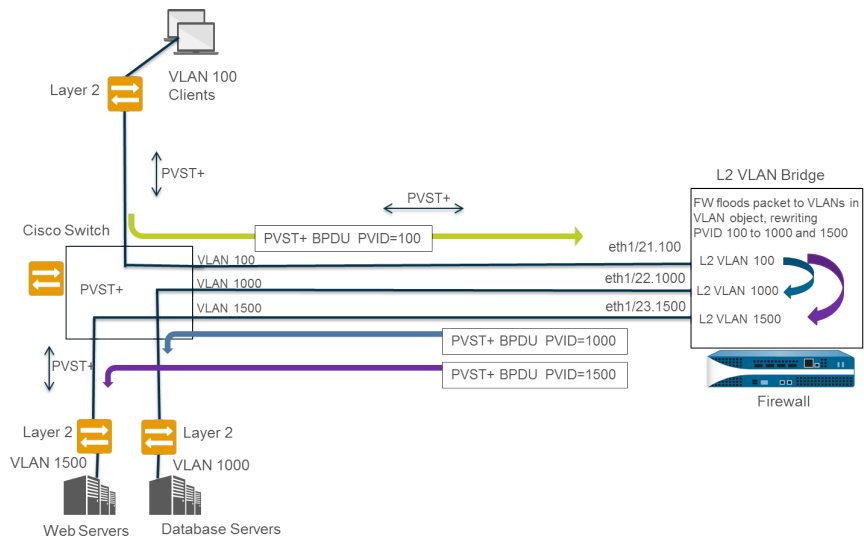 VLAN 100
Clients
Layer 2
PVST+
PVST+
L2 VLAN Bridge
FW floods packet to VLANs in
VLAN object, rewriting
PVID 100 to 1000 and 1500
Cisco Switch
PVST+ BPDU PVID=100
eth1/21.100
VLAN 100
L2 VLAN 100
eth1/22.1000
PVST+
VLAN 1000
L2 VLAN 1000
eth1/23.1500
VLAN 1500
L2 VLAN 1500
PVST+ BPDU PVID=1000
PVST+
PVST+ BPDU PVID=1500
Firewall
Layer 2
Layer 2
VLAN 1500
VLAN 1000
Web Servers
Database Servers